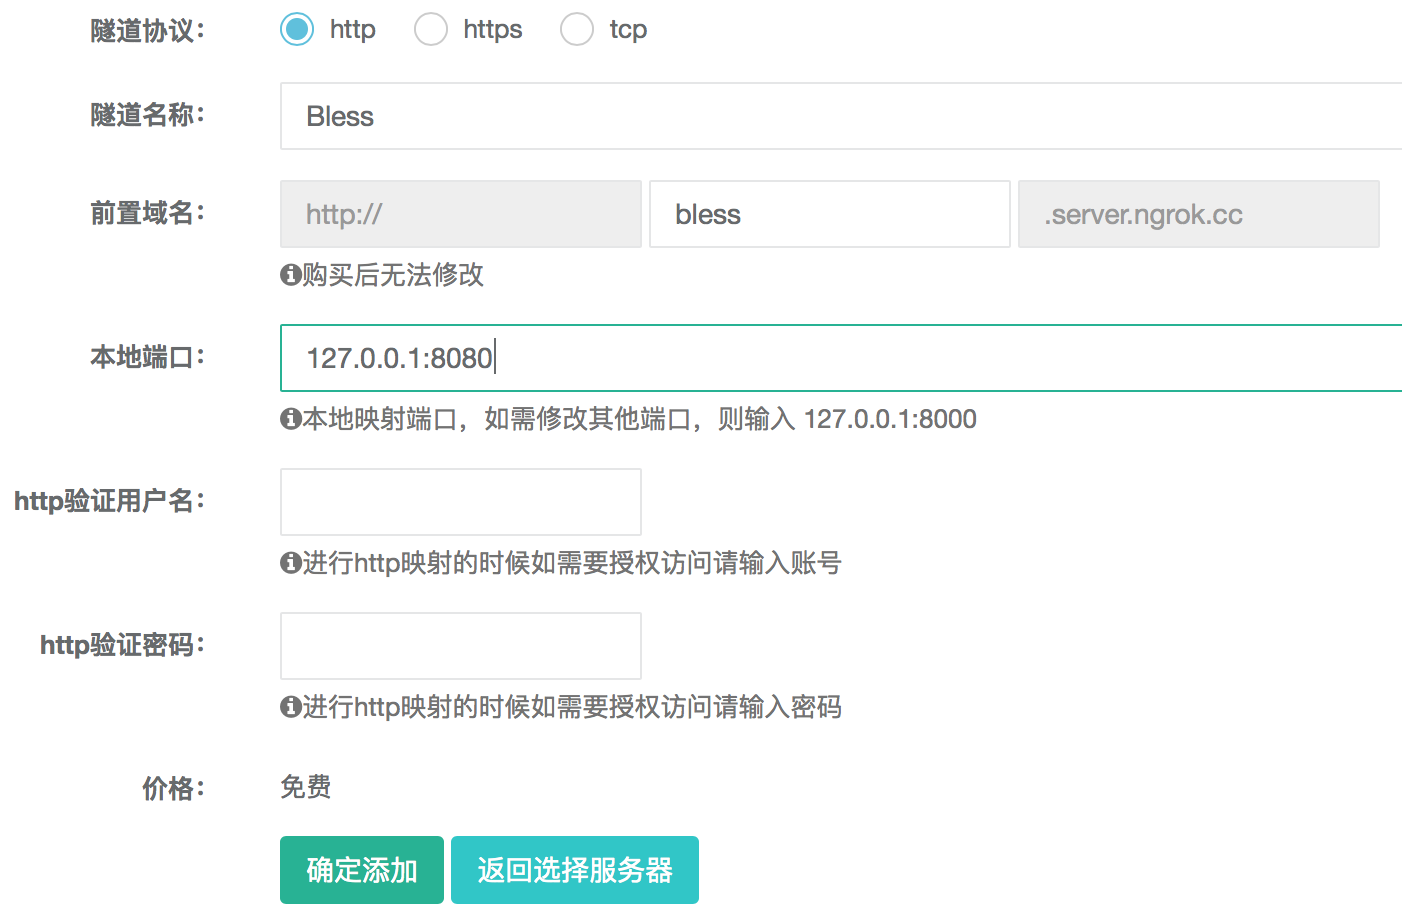 隧道协议： http https tcp
隧道名称： Bless
前置域名： http:// bless .server.ngrok.cc
购买后无法修改
本地端口： 127.0.0.1:8080
本地映射端口，如需修改其他端口，则输入 127.0.0.1:8000
http验证用户名：
进行http映射的时候如需要授权访问请输入账号
http验证密码：
进行http映射的时候如需要授权访问请输入密码
价格： 免费
确定添加 返回选择服务器